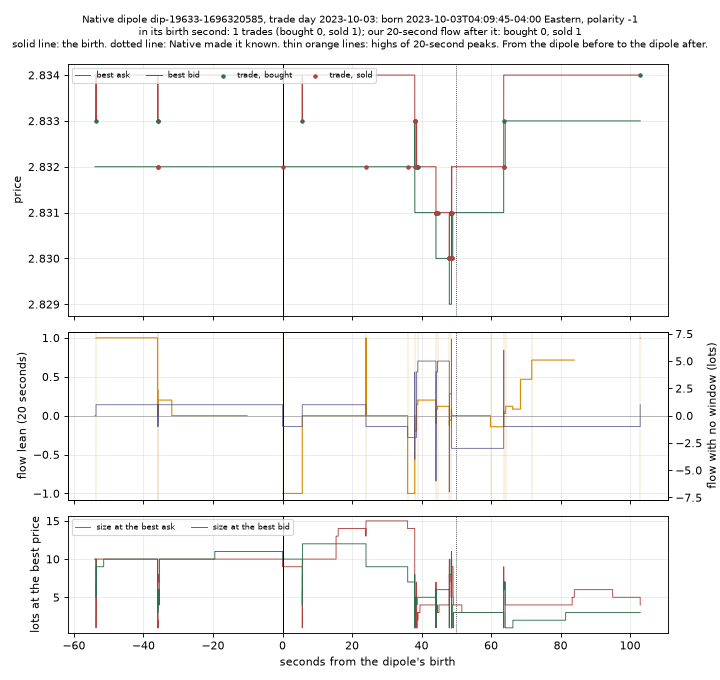 Native dipole dip-19633-1696320585, trade day 2023-10-03: born 2023-10-03T04:09:45-04:00 Eastern, polarity -1
in its birth second: 1 trades (bought 0, sold 1); our 20-second flow after it: bought 0, sold 1
solid line: the birth. dotted line: Native made it known. thin orange lines: highs of 20-second peaks. From the dipole before to the dipole after.
best ask best bid trade, bought trade, sold
2.834
2.833
2.832
2.831
2.830
2.829
price
1.0
0.5
0.0
−0.5
−1.0
flow lean (20 seconds)
7.5
5.0
2.5
0.0
−2.5
−5.0
−7.5
flow with no window (lots)
size at the best ask size at the best bid
15
10
5
lots at the best price
−60 −40 −20 0 20 40 60 80 100
seconds from the dipole's birth